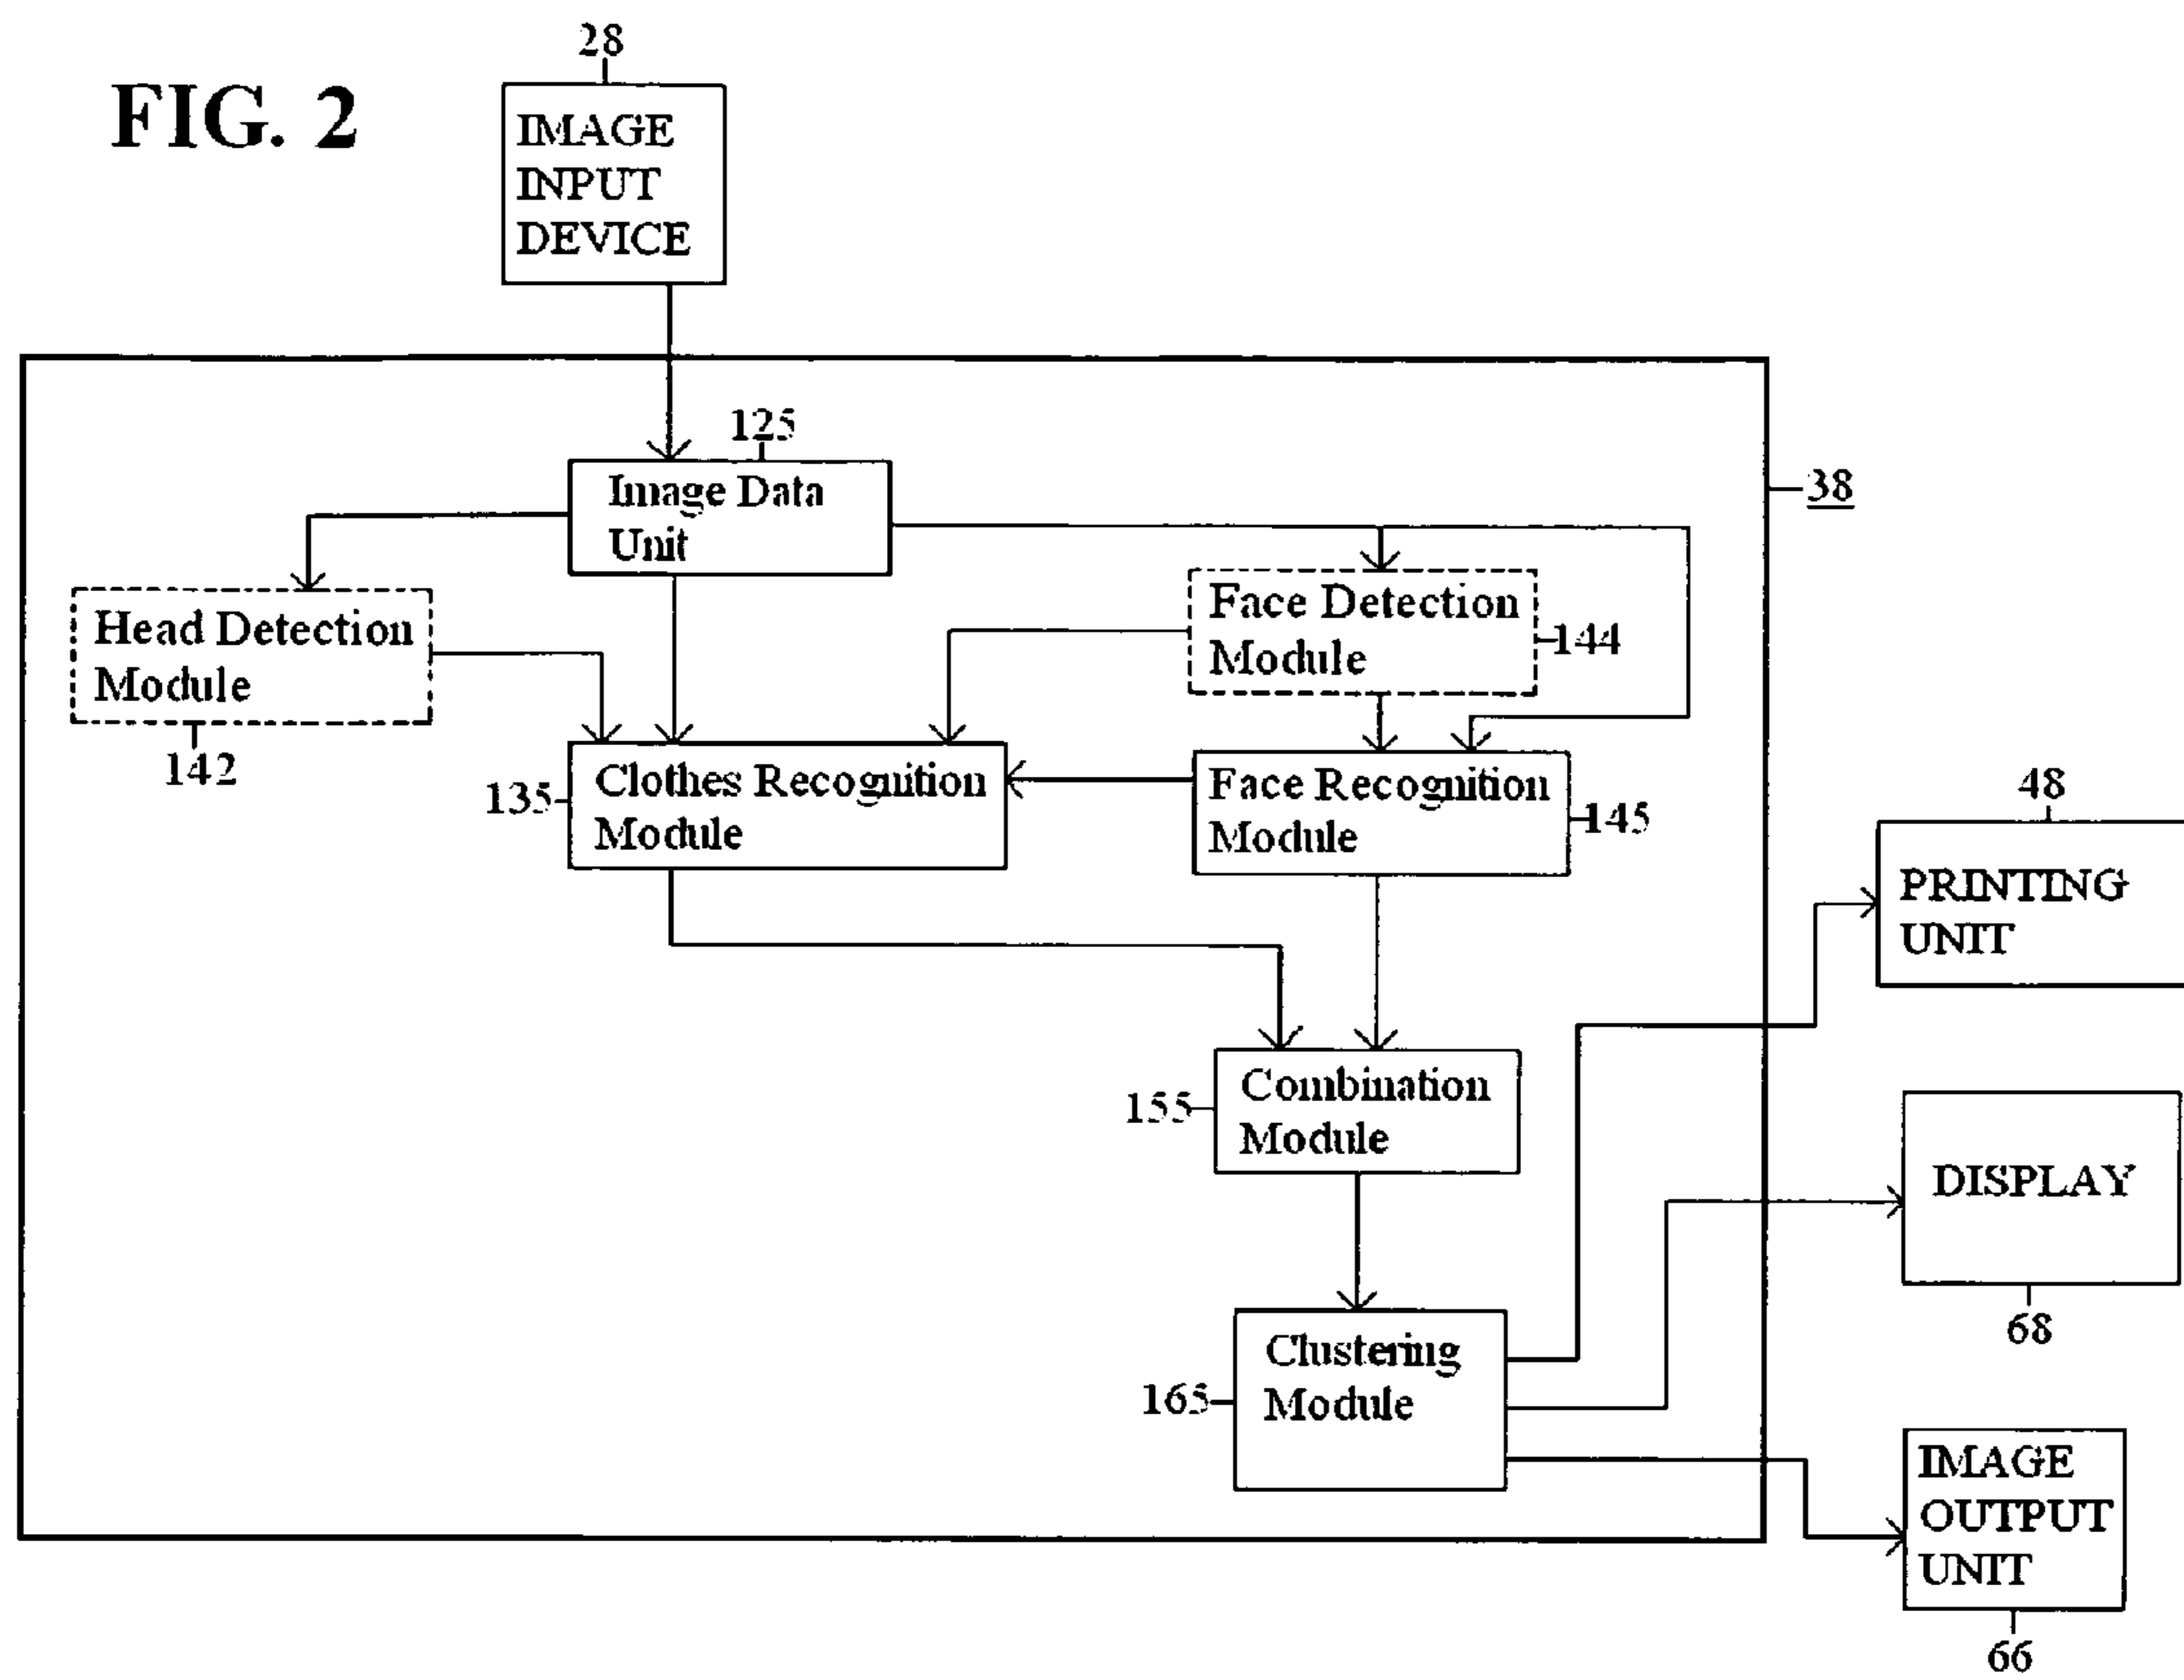 28
FIG. 2
IMAGE
INPUT
DEVICE
125
Image Data
Unit
38
Head Detection
Module
142
Face Detection
Module
144
135
Clothes Recognition
Module
Face Recognition
Module
145
48
PRINTING
UNIT
155
Combination
Module
DISPLAY
68
165
Clustering
Module
IMAGE
OUTPUT
UNIT
66